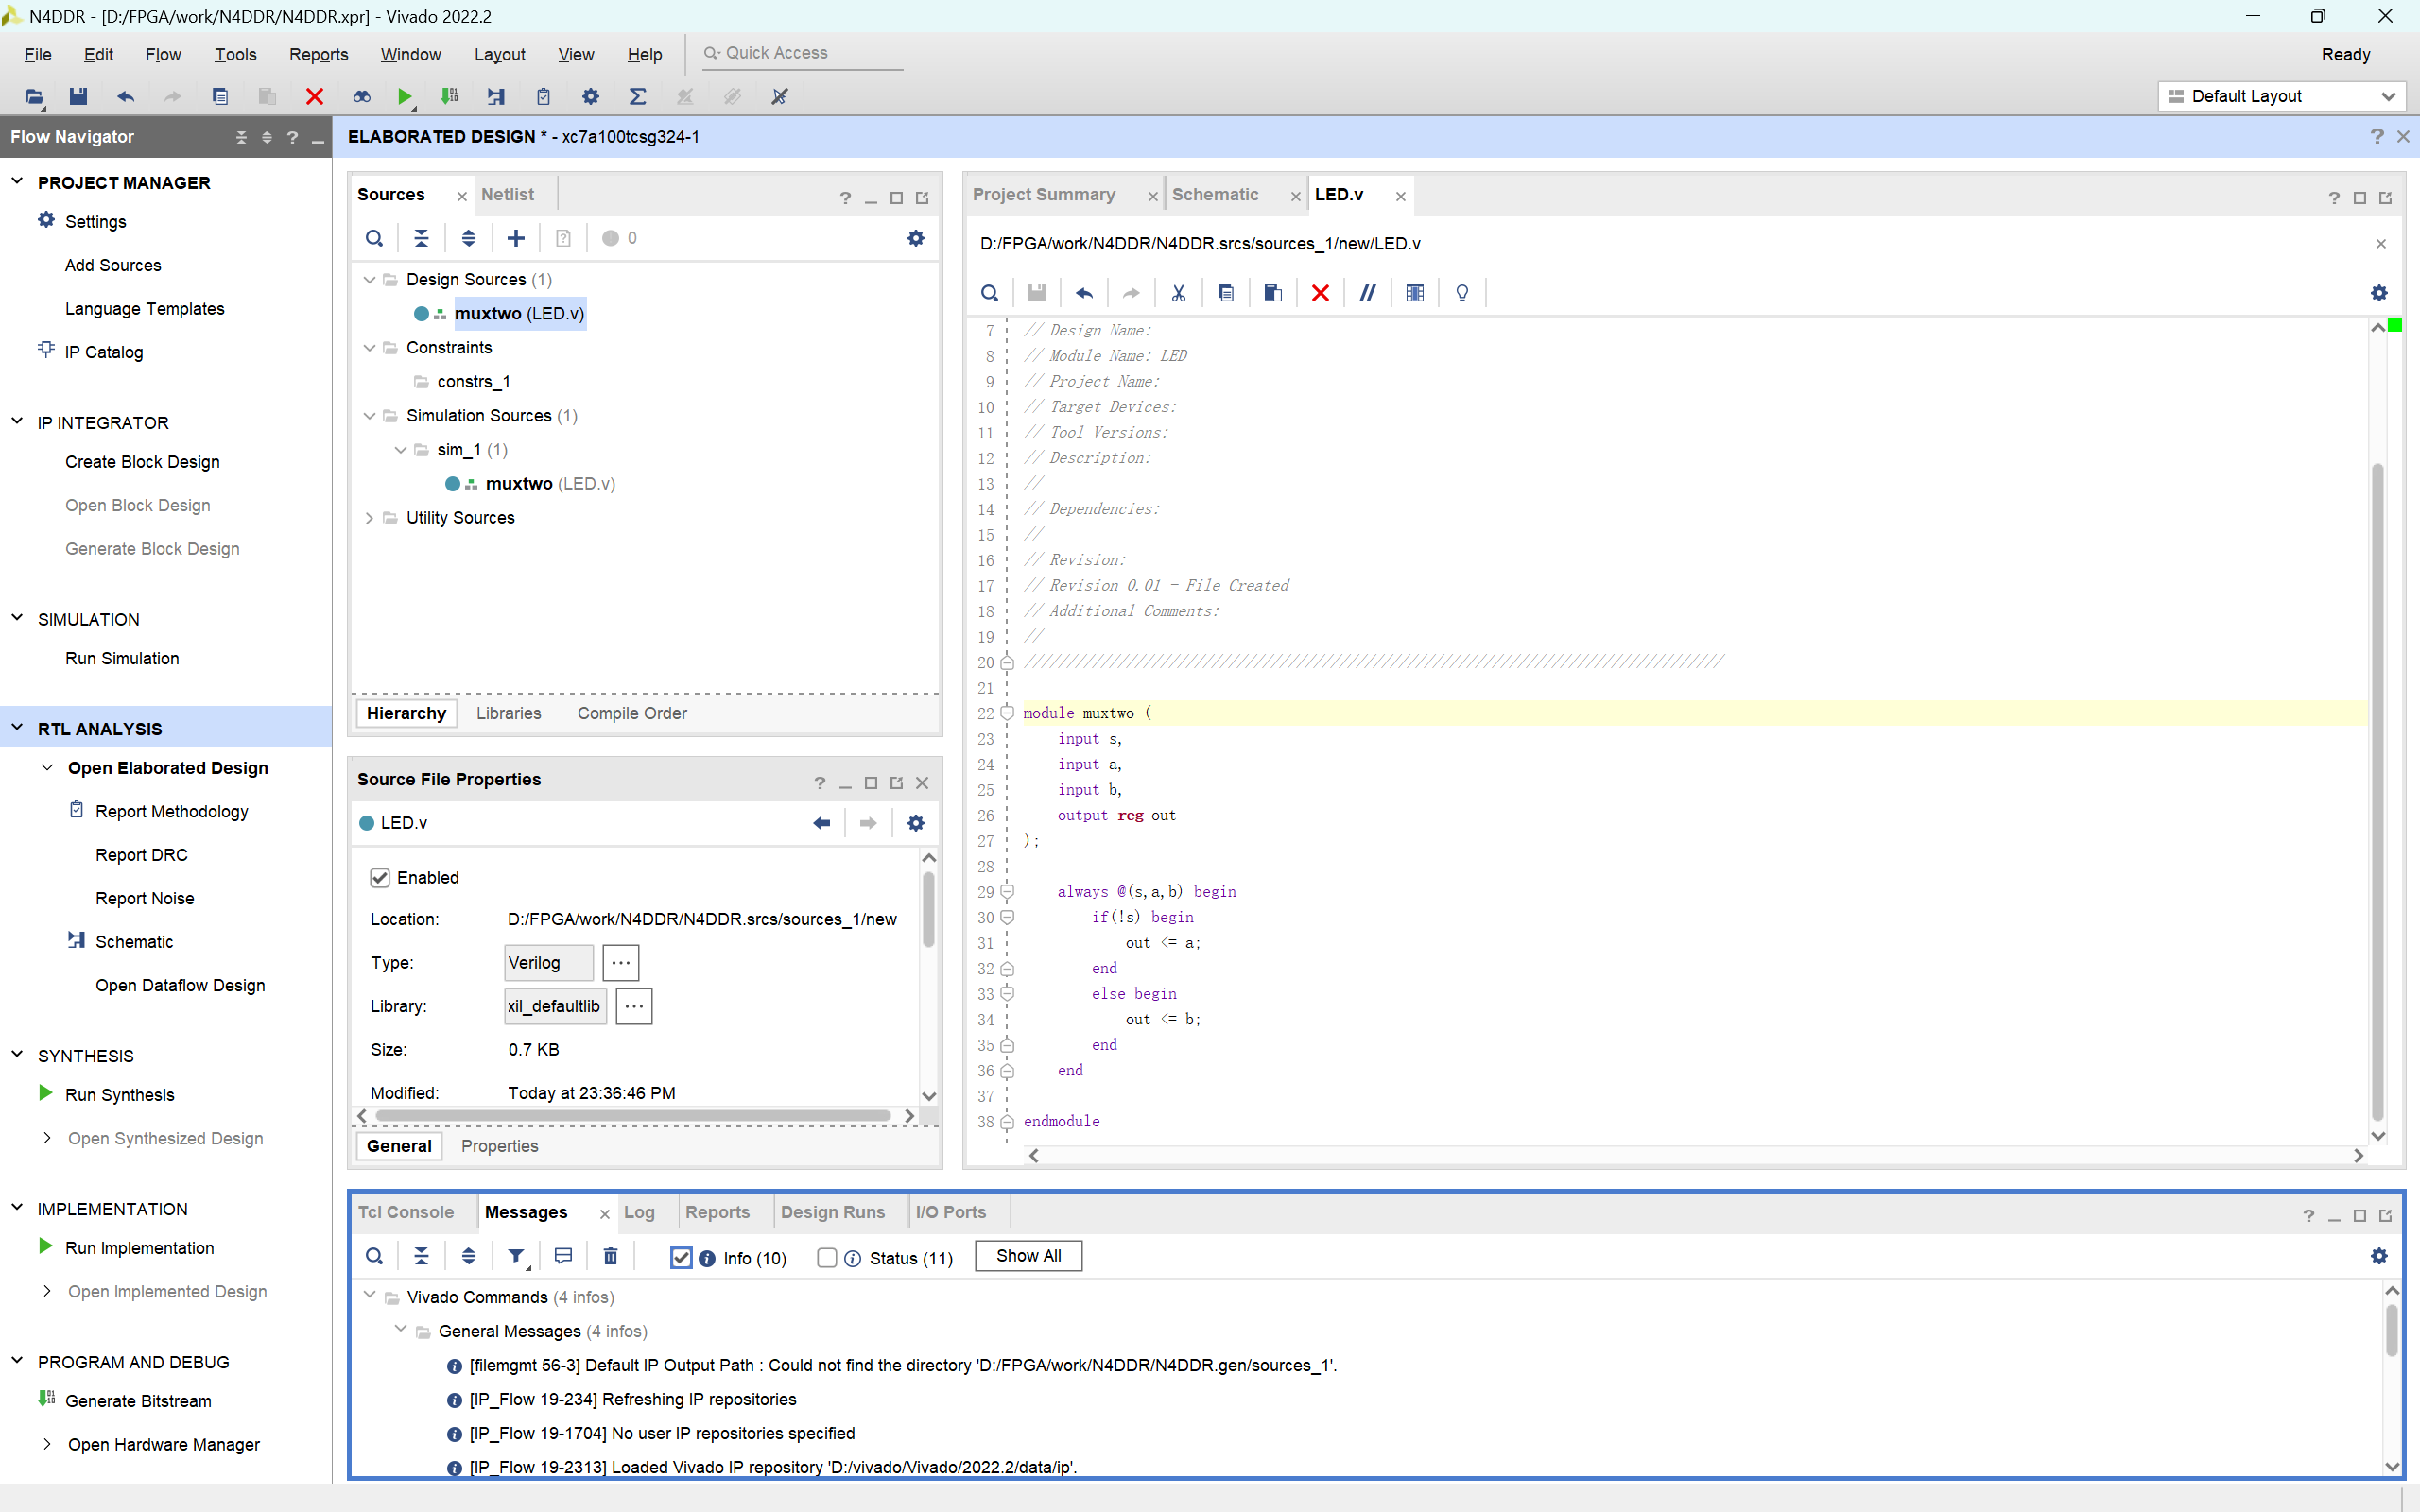 N4DDR - [D:/FPGA/work/N4DDR/N4DDR.xpr] - Vivado 2022.2
File Edit Flow Tools Reports Window Layout View Help Quick Access Ready
Default Layout
Flow Navigator
ELABORATED DESIGN * - xc7a100tcsg324-1
PROJECT MANAGER
Settings
Add Sources
Language Templates
IP Catalog
IP INTEGRATOR
Create Block Design
Open Block Design
Generate Block Design
SIMULATION
Run Simulation
RTL ANALYSIS
Open Elaborated Design
Report Methodology
Report DRC
Report Noise
Schematic
Open Dataflow Design
SYNTHESIS
Run Synthesis
Open Synthesized Design
IMPLEMENTATION
Run Implementation
Open Implemented Design
PROGRAM AND DEBUG
Generate Bitstream
Open Hardware Manager
Sources Netlist
0
Design Sources (1)
muxtwo (LED.v)
Constraints
constrs_1
Simulation Sources (1)
sim_1 (1)
muxtwo (LED.v)
Utility Sources
Hierarchy Libraries Compile Order
Source File Properties
LED.v
Enabled
Location: D:/FPGA/work/N4DDR/N4DDR.srcs/sources_1/new
Type: Verilog ...
Library: xil_defaultlib ...
Size: 0.7 KB
Modified: Today at 23:36:46 PM
General Properties
Project Summary Schematic LED.v
D:/FPGA/work/N4DDR/N4DDR.srcs/sources_1/new/LED.v
7 // Design Name:
8 // Module Name: LED
9 // Project Name:
10 // Target Devices:
11 // Tool Versions:
12 // Description:
13 //
14 // Dependencies:
15 //
16 // Revision:
17 // Revision 0.01 - File Created
18 // Additional Comments:
19 //
20 //////////////////////////////////////////////////////////////////////////////////
21
22 module muxtwo (
23 input s,
24 input a,
25 input b,
26 output reg out
27 );
28
29 always @(s,a,b) begin
30 if(!s) begin
31 out <= a;
32 end
33 else begin
34 out <= b;
35 end
36 end
37
38 endmodule
Tcl Console Messages Log Reports Design Runs I/O Ports
Info (10) Status (11) Show All
Vivado Commands (4 infos)
General Messages (4 infos)
[filemgmt 56-3] Default IP Output Path : Could not find the directory 'D:/FPGA/work/N4DDR/N4DDR.gen/sources_1'.
[IP_Flow 19-234] Refreshing IP repositories
[IP_Flow 19-1704] No user IP repositories specified
[IP_Flow 19-2313] Loaded Vivado IP repository 'D:/vivado/Vivado/2022.2/data/ip'.